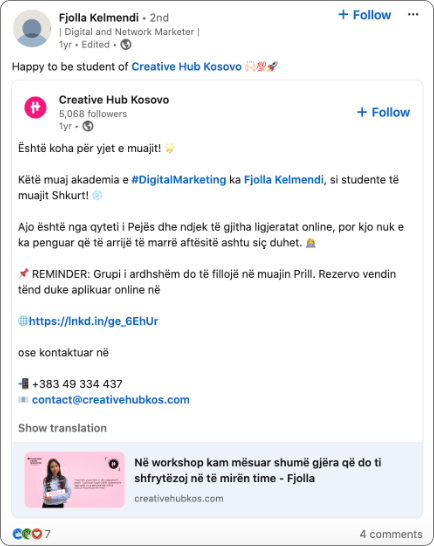 Fjolla Kelmendi • 2nd
+ Follow
| Digital and Network Marketer |
1yr • Edited •
Happy to be student of Creative Hub Kosovo 🙌🏻💯🚀
Creative Hub Kosovo
5,068 followers
+ Follow
1yr •
Është koha për yjet e muajit! 🌟
Këtë muaj akademia e #DigitalMarketing ka Fjolla Kelmendi, si studente të
muajit Shkurt! ❄️
Ajo është nga qyteti i Pejës dhe ndjek të gjitha ligjeratat online, por kjo nuk e
ka penguar që të arrijë të marrë aftësitë ashtu siç duhet. 👩‍💻
📌 REMINDER: Grupi i ardhshëm do të fillojë në muajin Prill. Rezervo vendin
tënd duke aplikuar online në
🌐https://lnkd.in/ge_6EhUr
ose kontaktuar në
📲 +383 49 334 437
📧 contact@creativehubkos.com
Show translation
Në workshop kam mësuar shumë gjëra që do ti
shfrytëzoj në të mirën time - Fjolla
creativehubkos.com
7
4 comments